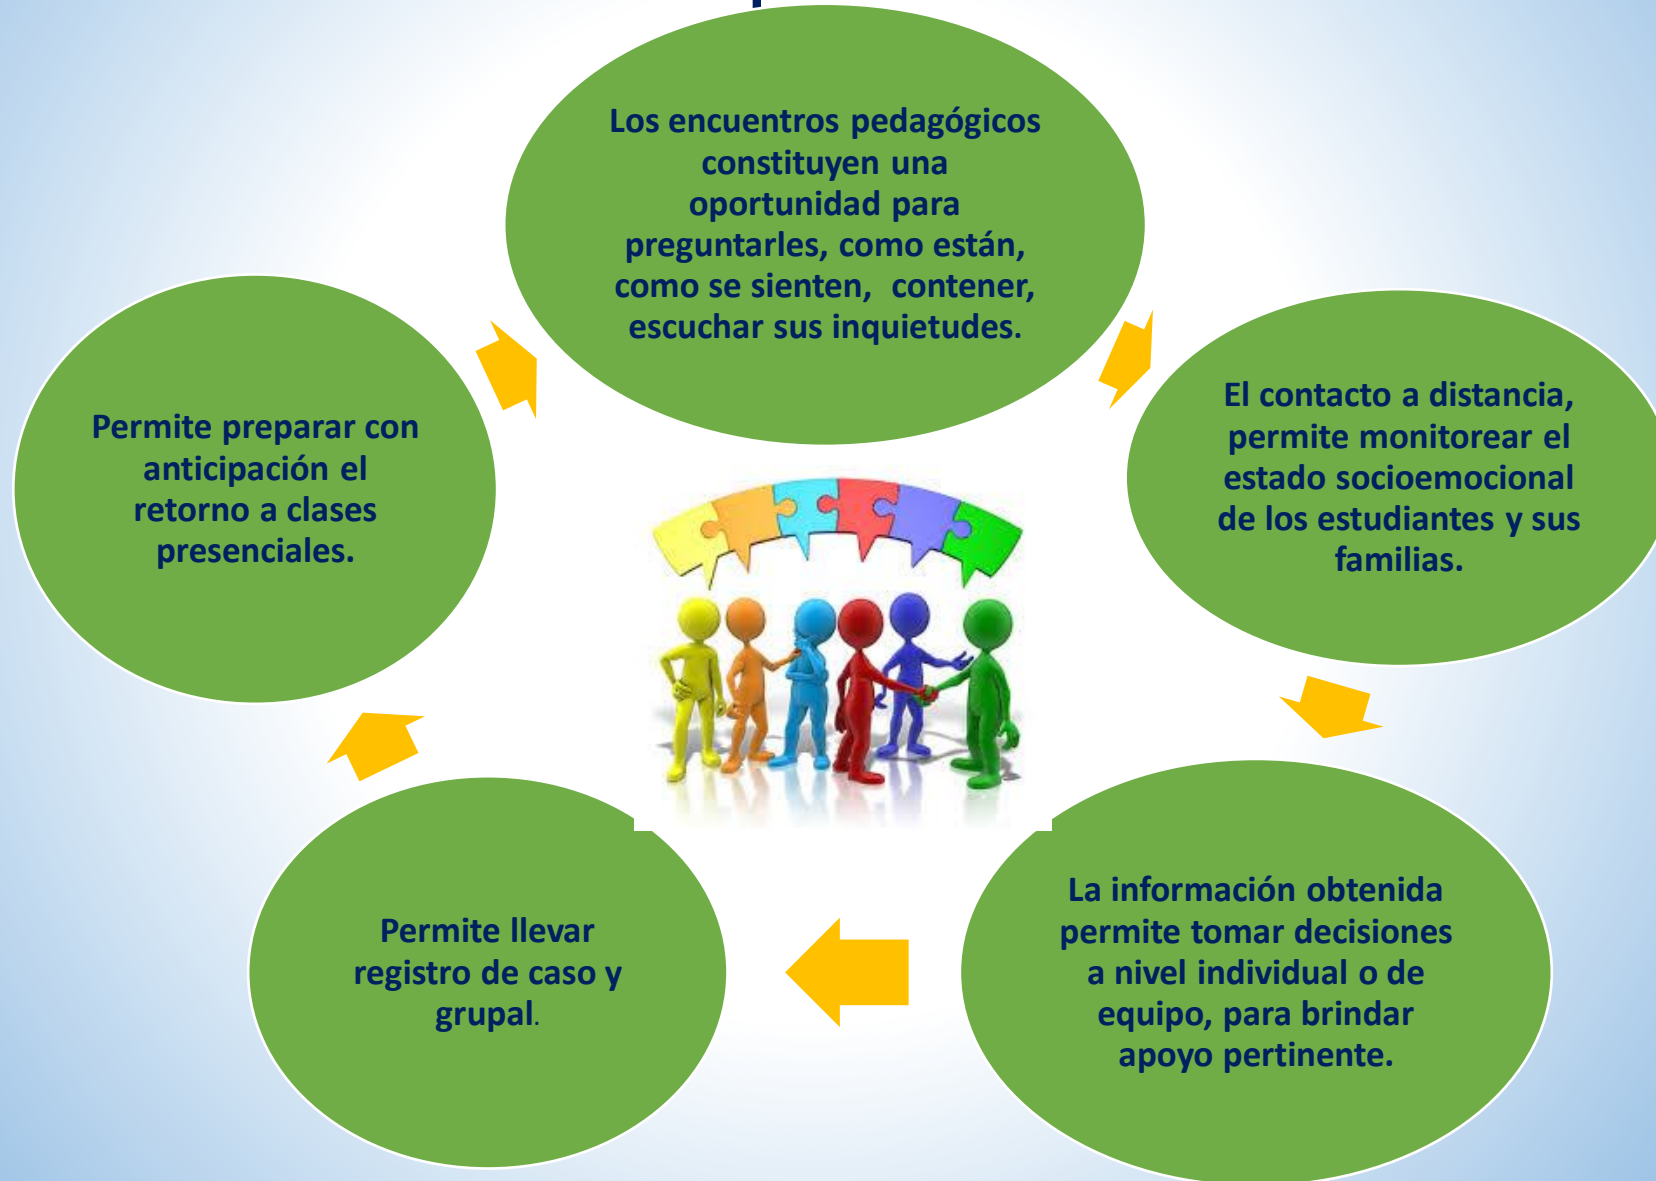 Los encuentros pedagógicos
constituyen una
oportunidad para
preguntarles, como están,
como se sienten, contener,
escuchar sus inquietudes.
El contacto a distancia,
permite monitorear el
estado socioemocional
de los estudiantes y sus
familias.
La información obtenida
permite tomar decisiones
a nivel individual o de
equipo, para brindar
apoyo pertinente.
Permite llevar
registro de caso y
grupal.
Permite preparar con
anticipación el
retorno a clases
presenciales.